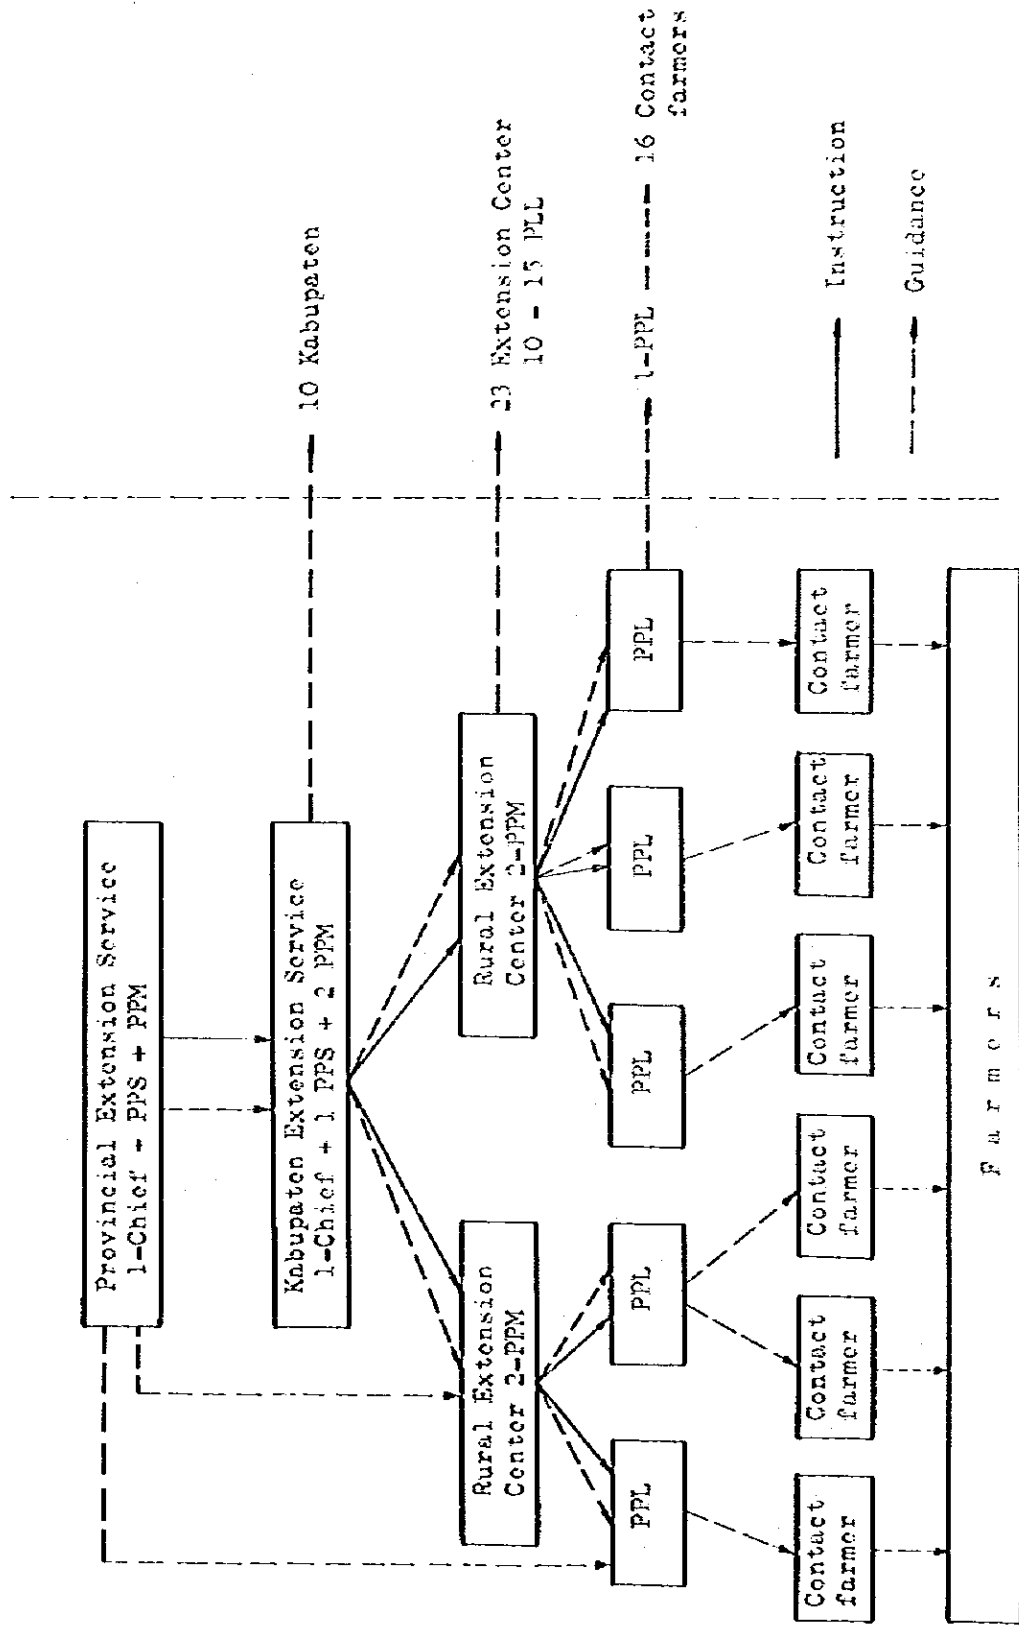 Provincial Extension Service
1-Chief - PPS + PPM
Kabupaten Extension Service
1-Chief + 1 PPS + 2 PPM
10 Kabupaten
Rural Extension
Center 2-PPM
Rural Extension
Center 2-PPM
23 Extension Center
10 - 15 PLL
PPL
PPL
PPL
PPL
PPL
1-PPL
16 Contact
farmers
Contact
farmer
Contact
farmer
Contact
farmer
Contact
farmer
Contact
farmer
Contact
farmer
Instruction
Guidance
Farmers